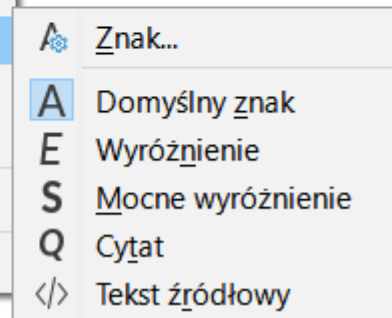 Znak...
A Domyślny znak
E Wyróżnienie
S Mocne wyróżnienie
Q Cytat
</> Tekst źródłowy